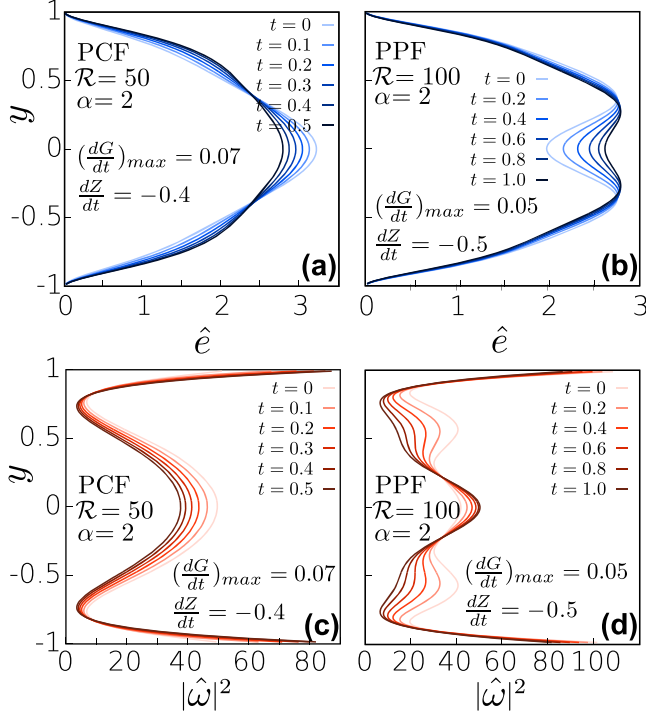 1
0.5
0
-0.5
-1
y
PCF
ℛ= 50
α= 2
t = 0
t = 0.1
t = 0.2
t = 0.3
t = 0.4
t = 0.5
(dG/dt)max = 0.07
dZ/dt = −0.4
(a)
0 1 2 3
ê
PPF
ℛ= 100
α= 2
t = 0
t = 0.2
t = 0.4
t = 0.6
t = 0.8
t = 1.0
(dG/dt)max = 0.05
dZ/dt = −0.5
(b)
0 1 2 3
ê
1
0.5
0
-0.5
-1
y
t = 0
t = 0.1
t = 0.2
t = 0.3
t = 0.4
t = 0.5
PCF
ℛ= 50
α= 2
(dG/dt)max = 0.07
dZ/dt = −0.4
(c)
0 20 40 60 80
|ω̂|²
t = 0
t = 0.2
t = 0.4
t = 0.6
t = 0.8
t = 1.0
PPF
ℛ= 100
α= 2
(dG/dt)max = 0.05
dZ/dt = −0.5
(d)
0 20 40 60 80 100
|ω̂|²